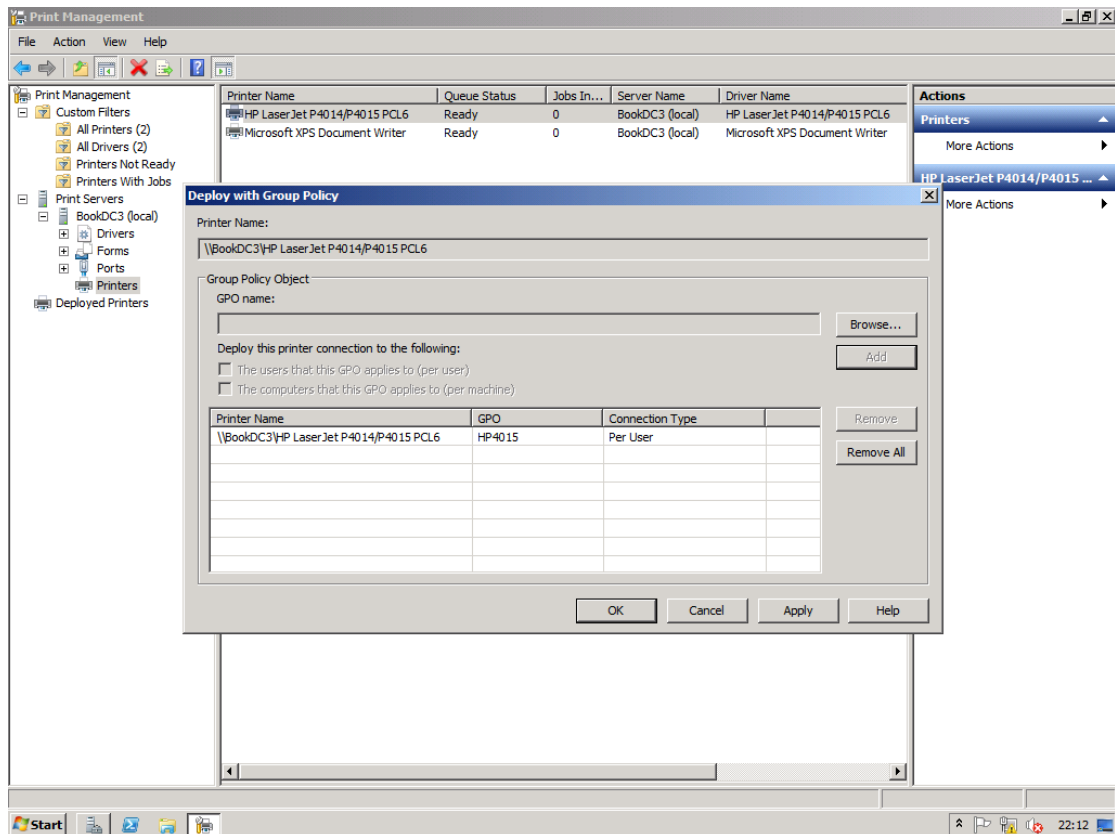 Print Management
File Action View Help
Print Management
Custom Filters
All Printers (2)
All Drivers (2)
Printers Not Ready
Printers With Jobs
Print Servers
BookDC3 (local)
Drivers
Forms
Ports
Printers
Deployed Printers
Printer Name Queue Status Jobs In... Server Name Driver Name
HP LaserJet P4014/P4015 PCL6 Ready 0 BookDC3 (local) HP LaserJet P4014/P4015 PCL6
Microsoft XPS Document Writer Ready 0 BookDC3 (local) Microsoft XPS Document Writer
Actions
Printers
More Actions
HP LaserJet P4014/P4015 ...
More Actions
Deploy with Group Policy
Printer Name:
\\BookDC3\HP LaserJet P4014/P4015 PCL6
Group Policy Object
GPO name:
Browse...
Deploy this printer connection to the following:
Add
The users that this GPO applies to (per user)
The computers that this GPO applies to (per machine)
Printer Name GPO Connection Type
\\BookDC3\HP LaserJet P4014/P4015 PCL6 HP4015 Per User
Remove
Remove All
OK Cancel Apply Help
Start 22:12